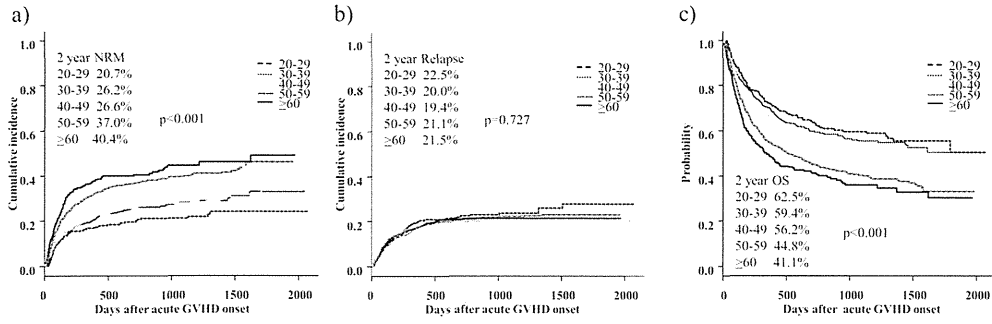 a)
1.0
0.8
0.6
0.4
0.2
0.0
Cumulative incidence
2 year NRM
20-29 20.7%
30-39 26.2%
40-49 26.6%
50-59 37.0%
≥60 40.4%
p<0.001
20-29
30-39
40-49
50-59
≥60
0 500 1000 1500 2000
Days after acute GVHD onset
b)
1.0
0.8
0.6
0.4
0.2
0.0
Cumulative incidence
2 year Relapse
20-29 22.5%
30-39 20.0%
40-49 19.4%
50-59 21.1%
≥60 21.5%
p=0.727
20-29
30-39
40-49
50-59
≥60
0 500 1000 1500 2000
Days after acute GVHD onset
c)
1.0
0.8
0.6
0.4
0.2
0.0
Probability
20-29
30-39
40-49
50-59
≥60
2 year OS
20-29 62.5%
30-39 59.4%
40-49 56.2%
50-59 44.8%
≥60 41.1%
p<0.001
0 500 1000 1500 2000
Days after acute GVHD onset